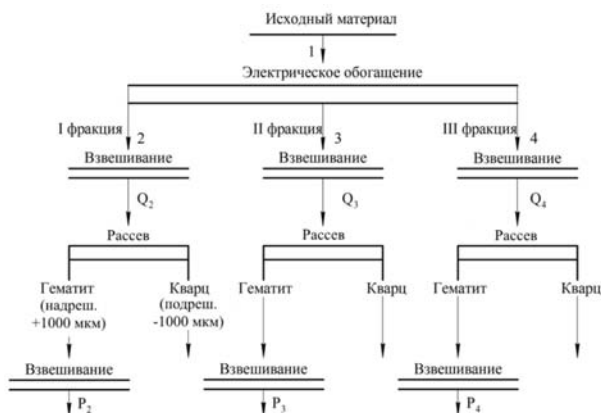 Исходный материал
1
Электрическое обогащение
I фракция
2
II фракция
3
III фракция
4
Взвешивание
Взвешивание
Взвешивание
Q2
Q3
Q4
Рассев
Рассев
Рассев
Гематит
(надреш.
+1000 мкм)
Кварц
(подреш.
-1000 мкм)
Гематит
Кварц
Гематит
Кварц
Взвешивание
Взвешивание
Взвешивание
P2
P3
P4